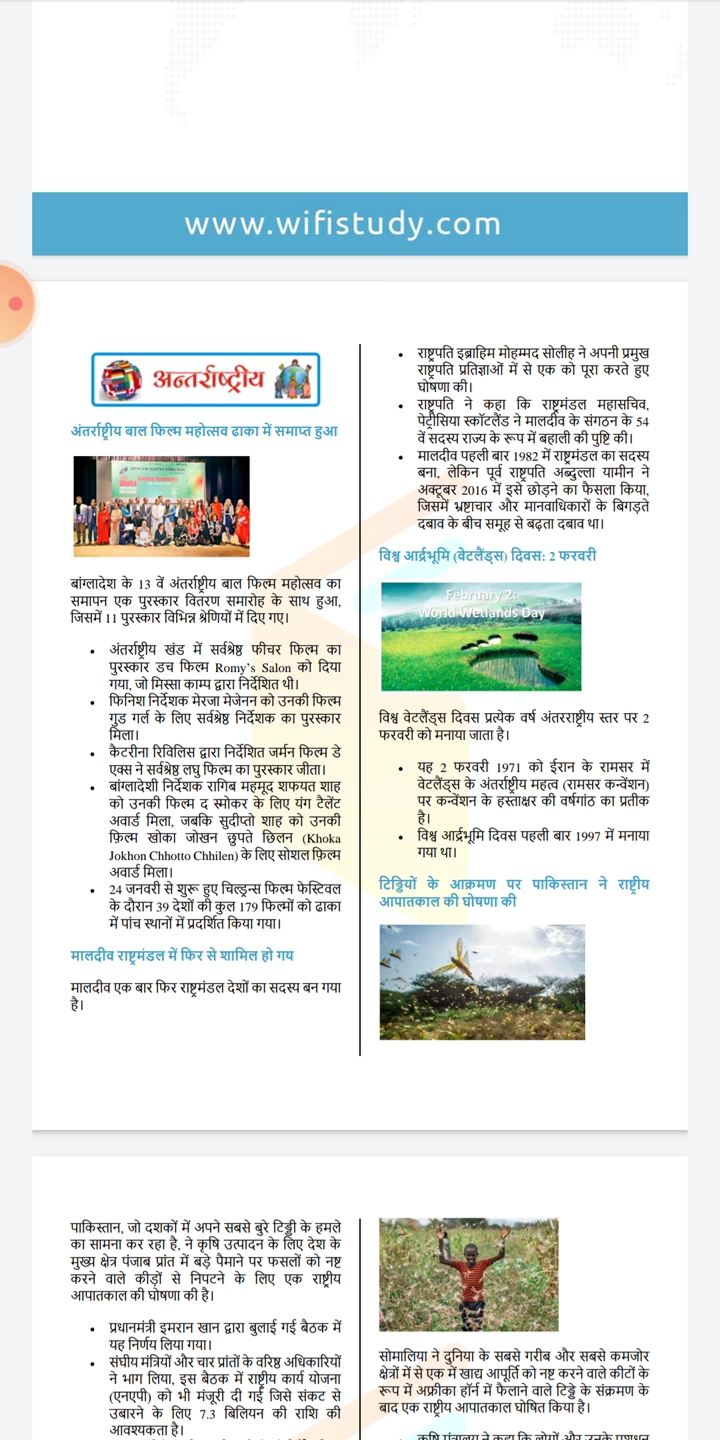 www.wifistudy.com
अन्तर्राष्ट्रीय
अंतर्राष्ट्रीय बाल फिल्म महोत्सव ढाका में समाप्त हुआ
बांग्लादेश के 13 वें अंतर्राष्ट्रीय बाल फिल्म महोत्सव का
समापन एक पुरस्कार वितरण समारोह के साथ हुआ,
जिसमें 11 पुरस्कार विभिन्न श्रेणियों में दिए गए।
• अंतर्राष्ट्रीय खंड में सर्वश्रेष्ठ फीचर फिल्म का
पुरस्कार डच फिल्म Romy's Salon को दिया
गया, जो मिस्सा काम्प द्वारा निर्देशित थी।
• फिनिश निर्देशक मेरजा मेजेनन को उनकी फिल्म
गुड गर्ल के लिए सर्वश्रेष्ठ निर्देशक का पुरस्कार
मिला।
• कैटरीना रिविलिस द्वारा निर्देशित जर्मन फिल्म डे
एक्स ने सर्वश्रेष्ठ लघु फिल्म का पुरस्कार जीता।
• बांग्लादेशी निर्देशक रागिब महमूद शफयत शाह
को उनकी फिल्म द स्मोकर के लिए यंग टैलेंट
अवार्ड मिला, जबकि सुदीप्तो शाह को उनकी
फ़िल्म खोका जोखन छुपते छिलन (Khoka
Jokhon Chhotto Chhilen) के लिए सोशल फ़िल्म
अवार्ड मिला।
• 24 जनवरी से शुरू हुए चिल्ड्रन्स फिल्म फेस्टिवल
के दौरान 39 देशों की कुल 179 फिल्मों को ढाका
में पांच स्थानों में प्रदर्शित किया गया।
मालदीव राष्ट्रमंडल में फिर से शामिल हो गय
मालदीव एक बार फिर राष्ट्रमंडल देशों का सदस्य बन गया
है।
• राष्ट्रपति इब्राहिम मोहम्मद सोलीह ने अपनी प्रमुख
राष्ट्रपति प्रतिज्ञाओं में से एक को पूरा करते हुए
घोषणा की।
• राष्ट्रपति ने कहा कि राष्ट्रमंडल महासचिव,
पेट्रीसिया स्कॉटलैंड ने मालदीव के संगठन के 54
वें सदस्य राज्य के रूप में बहाली की पुष्टि की।
• मालदीव पहली बार 1982 में राष्ट्रमंडल का सदस्य
बना, लेकिन पूर्व राष्ट्रपति अब्दुल्ला यामीन ने
अक्टूबर 2016 में इसे छोड़ने का फैसला किया,
जिसमें भ्रष्टाचार और मानवाधिकारों के बिगड़ते
दबाव के बीच समूह से बढ़ता दबाव था।
विश्व आर्द्रभूमि (वेटलैंड्स) दिवस: 2 फरवरी
February 2:
World Wetlands Day
विश्व वेटलैंड्स दिवस प्रत्येक वर्ष अंतरराष्ट्रीय स्तर पर 2
फरवरी को मनाया जाता है।
• यह 2 फरवरी 1971 को ईरान के रामसर में
वेटलैंड्स के अंतर्राष्ट्रीय महत्व (रामसर कन्वेंशन)
पर कन्वेंशन के हस्ताक्षर की वर्षगांठ का प्रतीक
है।
• विश्व आर्द्रभूमि दिवस पहली बार 1997 में मनाया
गया था।
टिड्डियों के आक्रमण पर पाकिस्तान ने राष्ट्रीय
आपातकाल की घोषणा की
पाकिस्तान, जो दशकों में अपने सबसे बुरे टिड्डी के हमले
का सामना कर रहा है, ने कृषि उत्पादन के लिए देश के
मुख्य क्षेत्र पंजाब प्रांत में बड़े पैमाने पर फसलों को नष्ट
करने वाले कीड़ों से निपटने के लिए एक राष्ट्रीय
आपातकाल की घोषणा की है।
• प्रधानमंत्री इमरान खान द्वारा बुलाई गई बैठक में
यह निर्णय लिया गया।
• संघीय मंत्रियों और चार प्रांतों के वरिष्ठ अधिकारियों
ने भाग लिया, इस बैठक में राष्ट्रीय कार्य योजना
(एनएपी) को भी मंजूरी दी गई जिसे संकट से
उबारने के लिए 7.3 बिलियन की राशि की
आवश्यकता है।
सोमालिया ने दुनिया के सबसे गरीब और सबसे कमजोर
क्षेत्रों में से एक में खाद्य आपूर्ति को नष्ट करने वाले कीटों के
रूप में अफ्रीका हॉर्न में फैलाने वाले टिड्डे के संक्रमण के
बाद एक राष्ट्रीय आपातकाल घोषित किया है।
• कृषि मंत्रालय ने कहा कि लोगों और उनके पशुधन